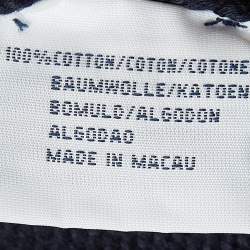 100%COTTON/COTON/COTONE
BAUMWOLLE/KATOEN
BOMULD/ALGODON
ALGODAO
MADE IN MACAU